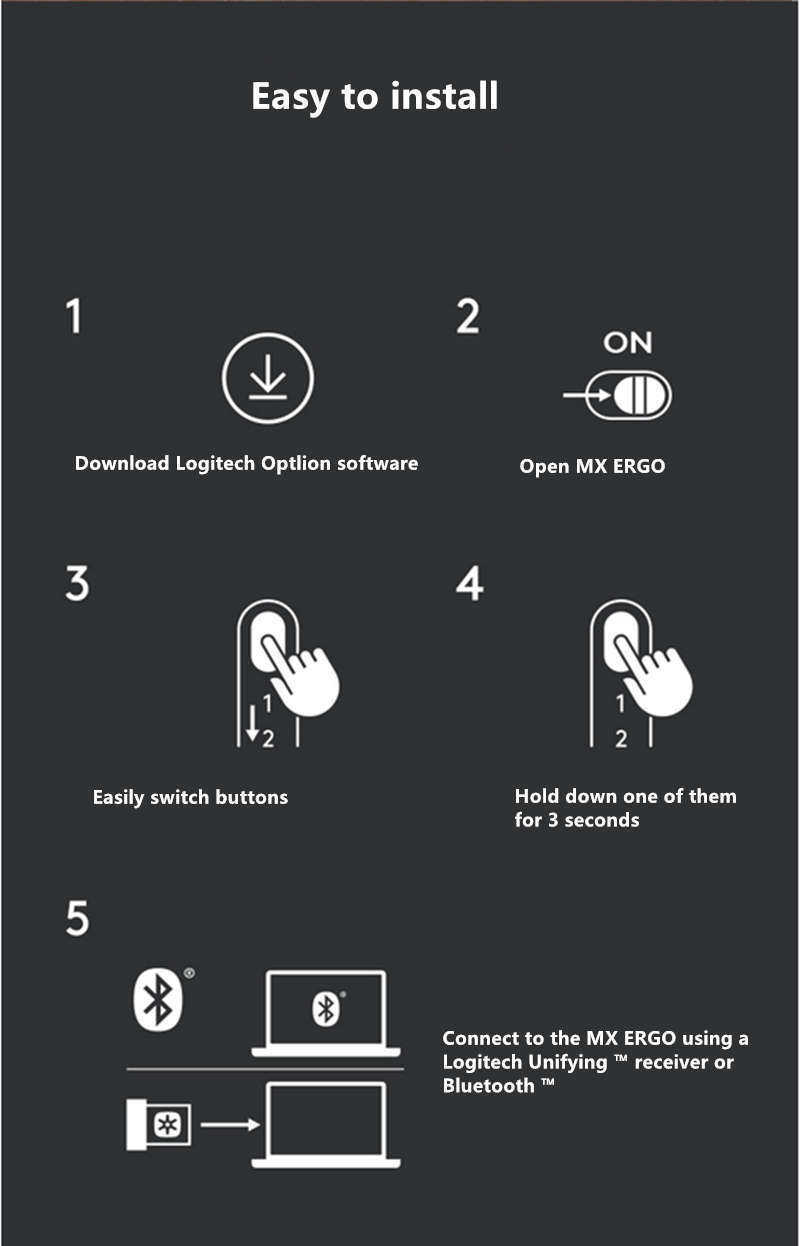 Easy to install
1
2
ON
Download Logitech Optlion software
Open MX ERGO
3
4
1
2
1
2
Easily switch buttons
Hold down one of them
for 3 seconds
5
®
®
Connect to the MX ERGO using a
Logitech Unifying ™ receiver or
Bluetooth ™